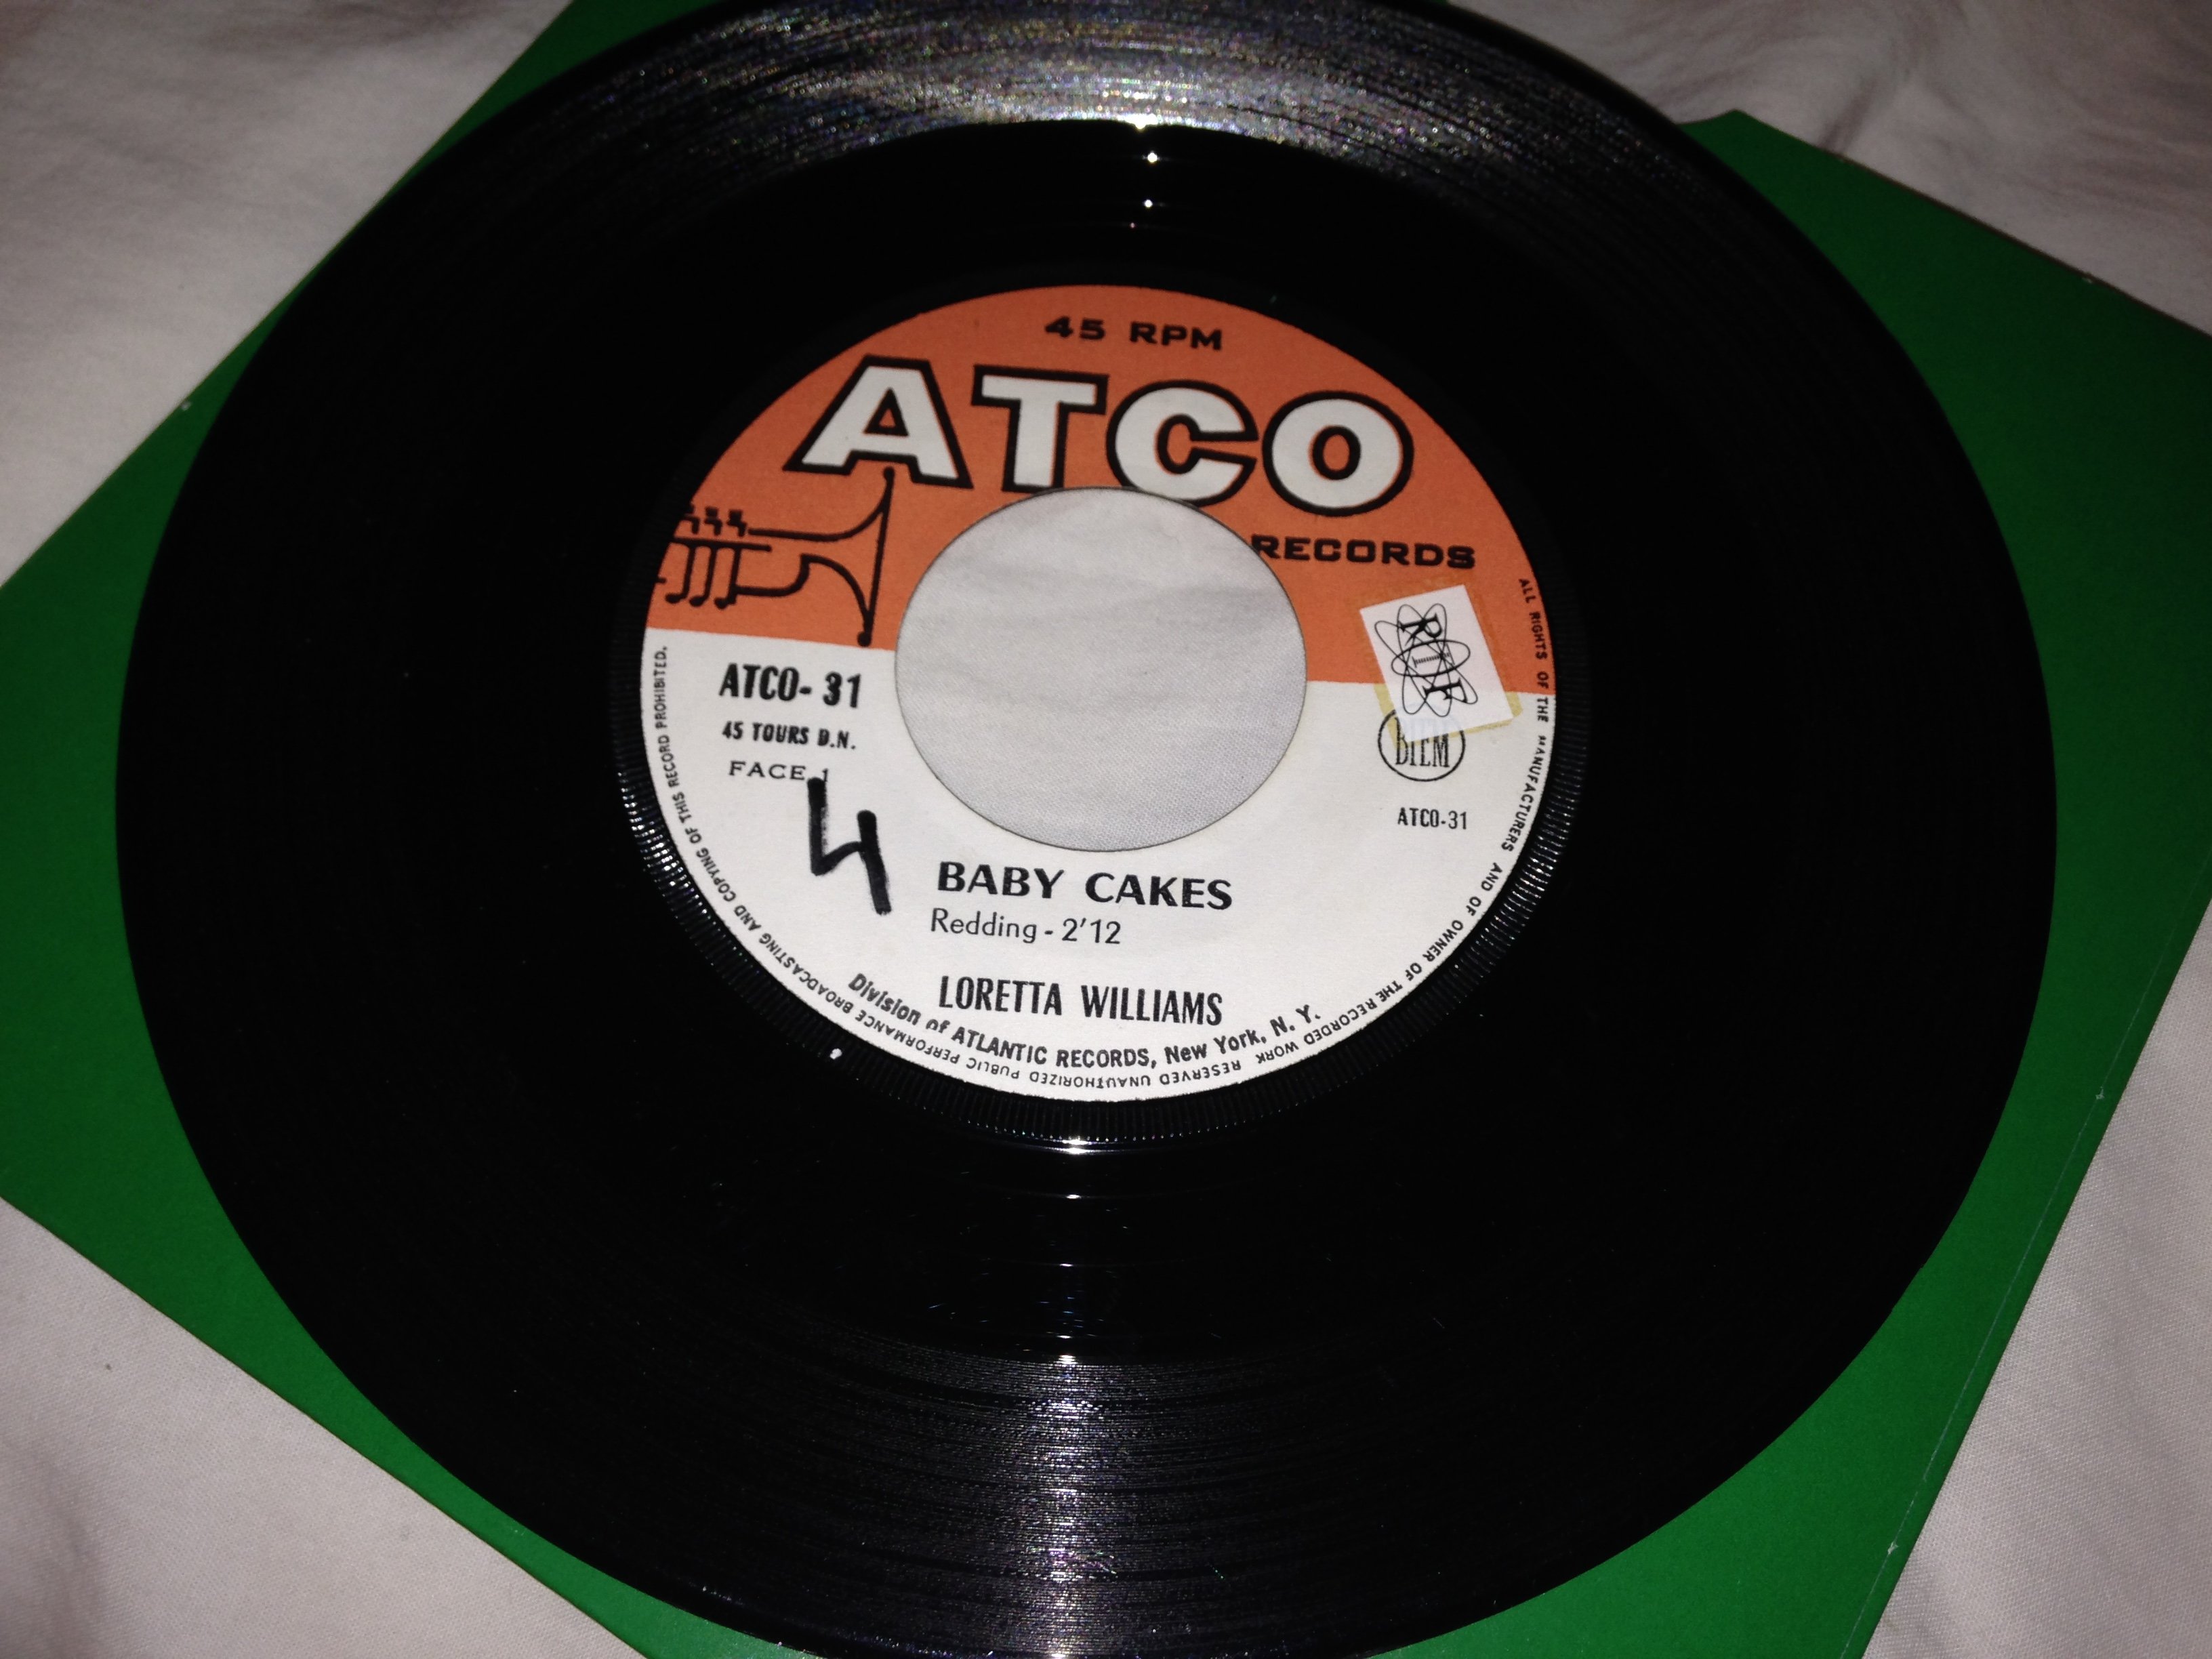 45 RPM
ATCO
RECORDS
ATCO- 31
45 TOURS D.N.
FACE 1
4
BIEM
ATCO-31
BABY CAKES
Redding - 2'12
LORETTA WILLIAMS
Division of ATLANTIC RECORDS, New York, N. Y.
ALL RIGHTS OF THE MANUFACTURERS AND OF OWNER OF THE RECORDED WORK RESERVED UNAUTHORIZED PUBLIC PERFORMANCE BROADCASTING AND COPYING OF THIS RECORD PROHIBITED.